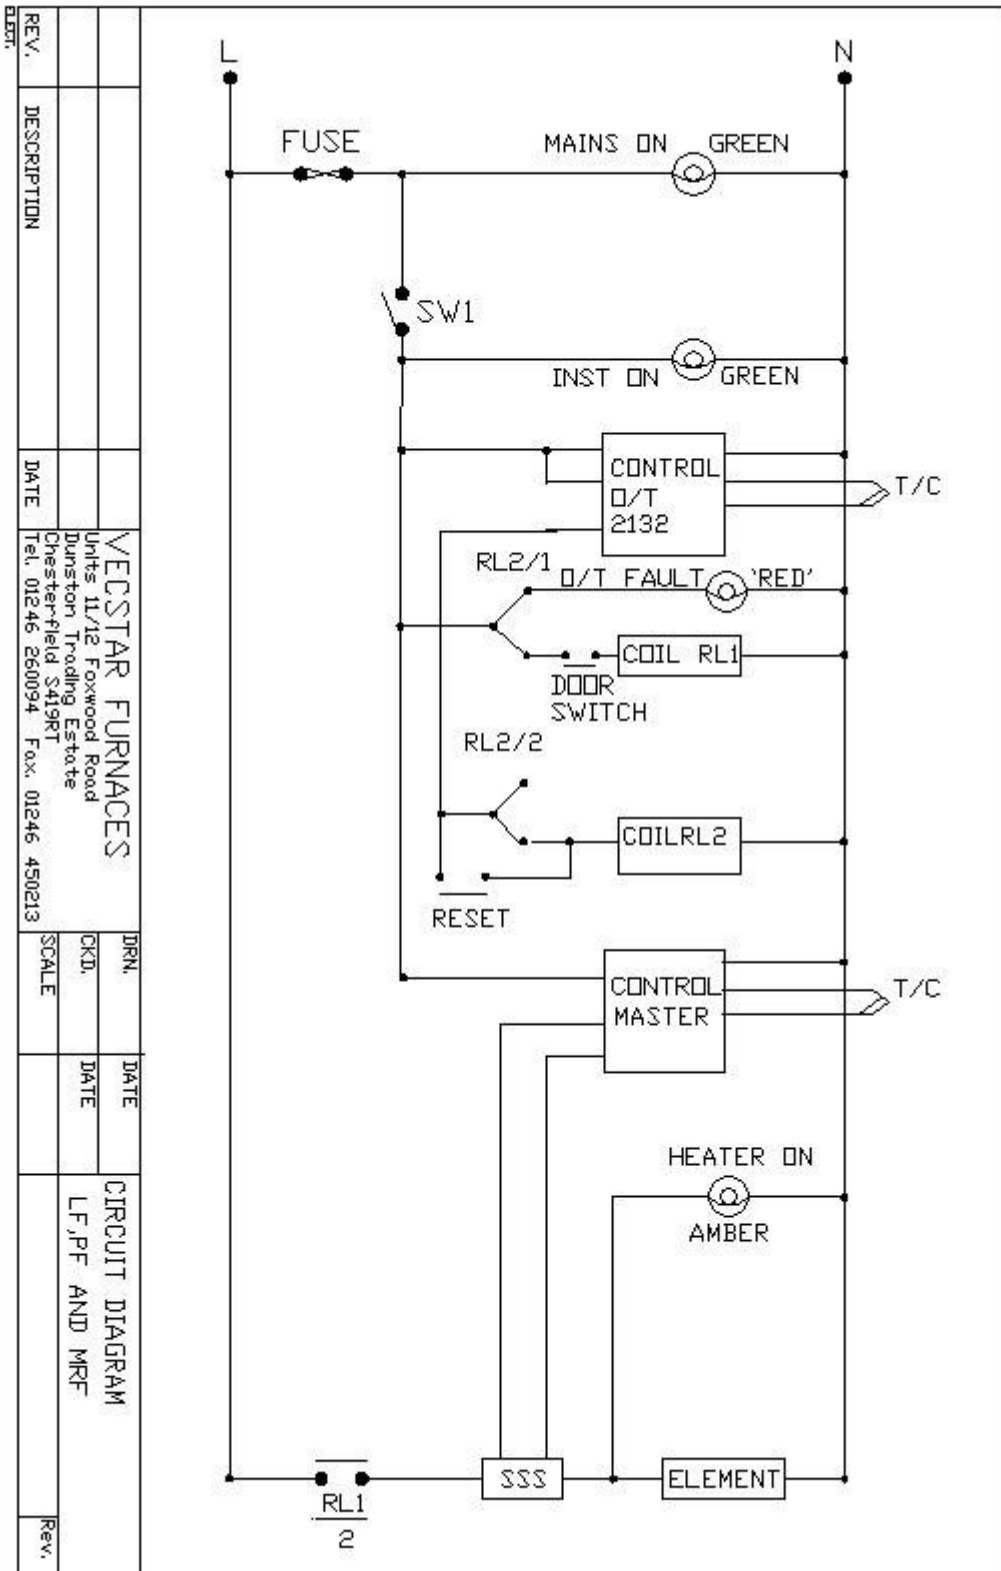 L
N
FUSE
MAINS ON
GREEN
SW1
INST ON
GREEN
CONTROL
O/T
2132
T/C
RL2/1
O/T FAULT
'RED'
COIL RL1
DOOR
SWITCH
RL2/2
COILRL2
RESET
CONTROL
MASTER
T/C
HEATER ON
AMBER
SSS
ELEMENT
RL1
2
REV.
DESCRIPTION
DATE
ELECT.
VECSTAR FURNACES
Units 11/12 Foxwood Road
Dunston Trading Estate
Chesterfield S419RT
Tel. 01246 260094 Fax. 01246 450213
DRN.
DATE
CKD.
DATE
SCALE
CIRCUIT DIAGRAM
LF,PF AND MRF
Rev.